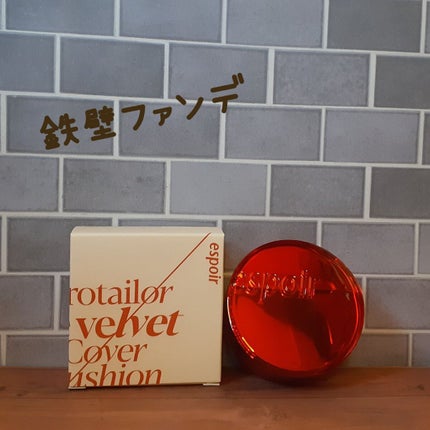 鉄壁ファンデ
espoir
rotailor
velvet
Cover
ushion
espoir